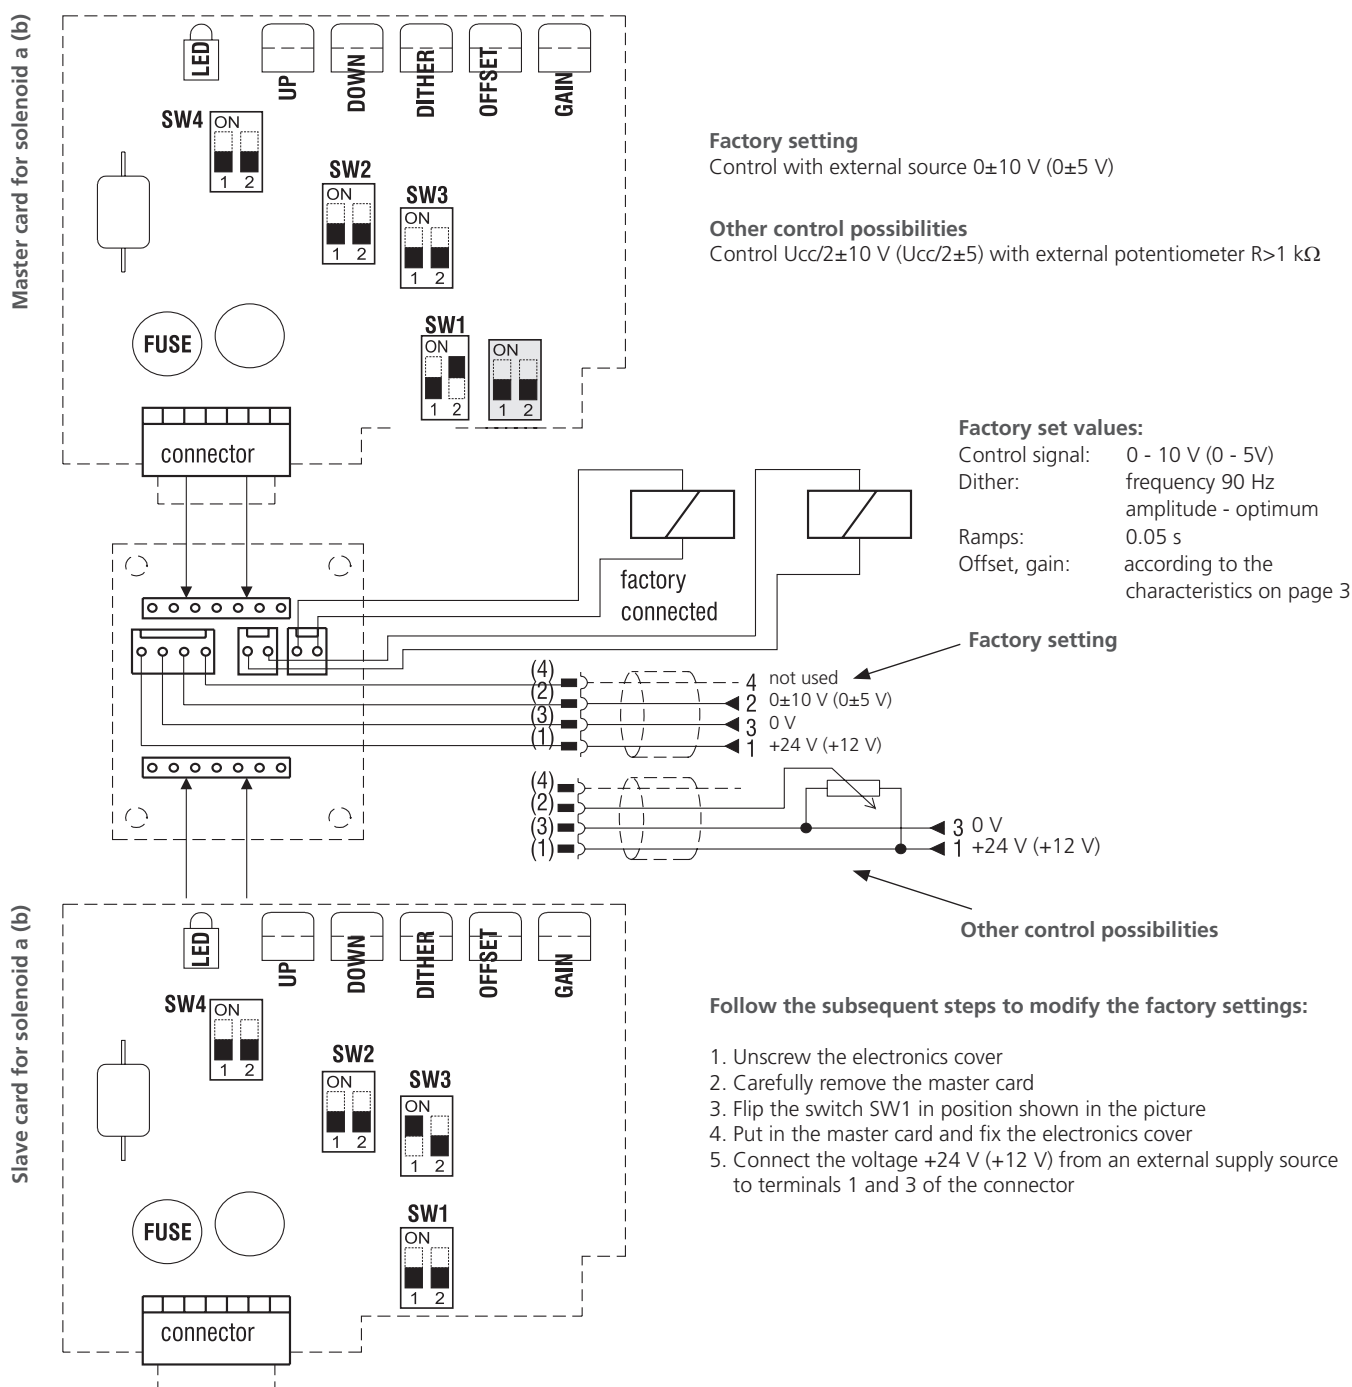 Master card for solenoid a (b)
LED
UP
DOWN
DITHER
OFFSET
GAIN
SW4
ON
1 2
SW2
ON
1 2
SW3
ON
1 2
SW1
ON
1 2
ON
1 2
FUSE
connector
Factory setting
Control with external source 0±10 V (0±5 V)
Other control possibilities
Control Ucc/2±10 V (Ucc/2±5) with external potentiometer R>1 kΩ
Factory set values:
Control signal: 0 - 10 V (0 - 5V)
Dither: frequency 90 Hz
amplitude - optimum
Ramps: 0.05 s
Offset, gain: according to the
characteristics on page 3
factory
connected
Factory setting
(4) 4 not used
(2) 2 0±10 V (0±5 V)
(3) 3 0 V
(1) 1 +24 V (+12 V)
(4)
(2)
(3) 3 0 V
(1) 1 +24 V (+12 V)
Other control possibilities
Slave card for solenoid a (b)
LED
UP
DOWN
DITHER
OFFSET
GAIN
SW4
ON
1 2
SW2
ON
1 2
SW3
ON
1 2
SW1
ON
1 2
FUSE
connector
Follow the subsequent steps to modify the factory settings:
1. Unscrew the electronics cover
2. Carefully remove the master card
3. Flip the switch SW1 in position shown in the picture
4. Put in the master card and fix the electronics cover
5. Connect the voltage +24 V (+12 V) from an external supply source
to terminals 1 and 3 of the connector